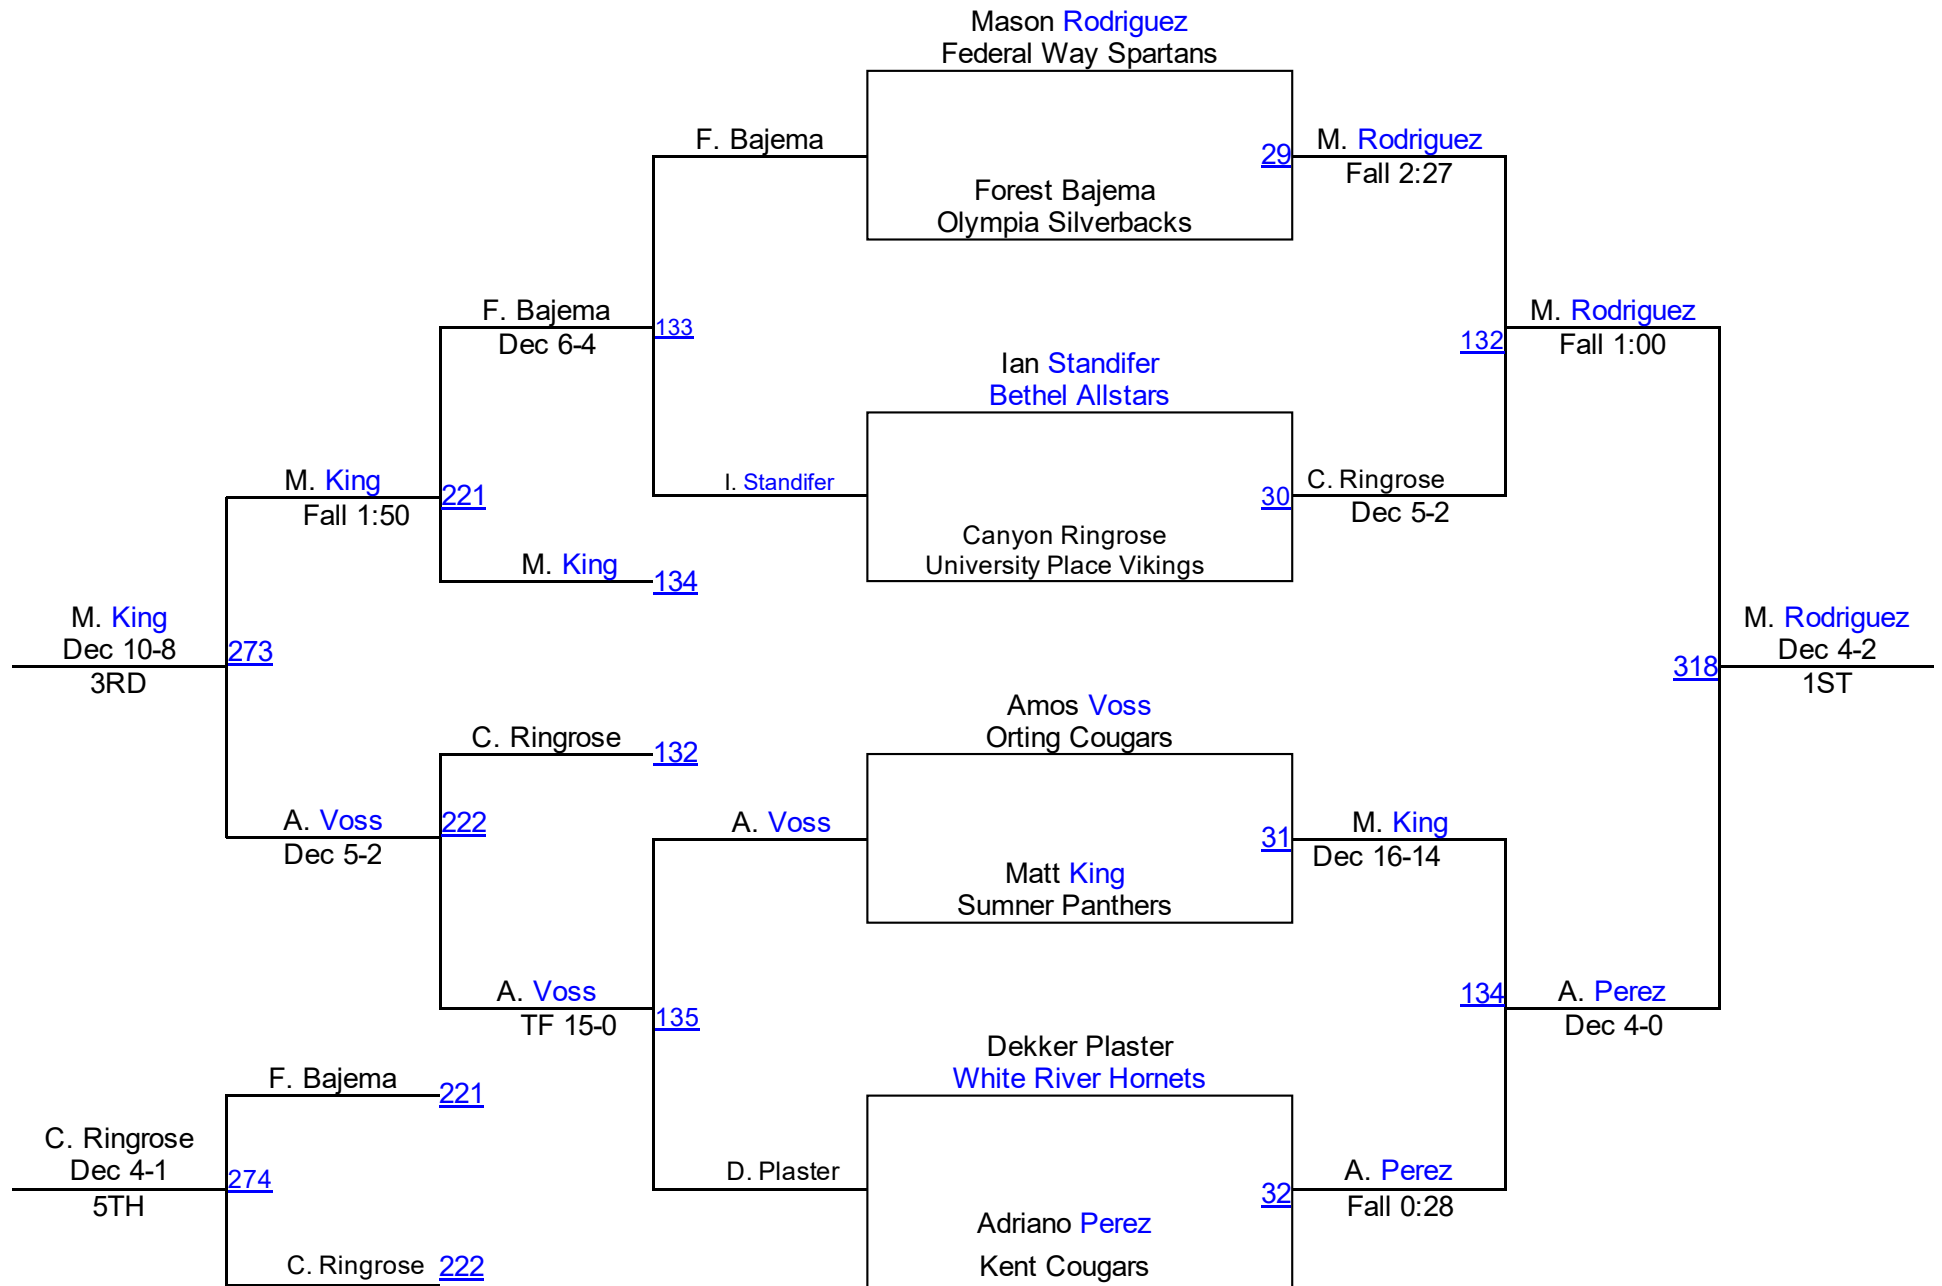 Mason Rodriguez
Federal Way Spartans
F. Bajema
29
M. Rodriguez
Fall 2:27
Forest Bajema
Olympia Silverbacks
F. Bajema
Dec 6-4
133
132
M. Rodriguez
Fall 1:00
Ian Standifer
Bethel Allstars
M. King
Fall 1:50
221
I. Standifer
30
C. Ringrose
Dec 5-2
Canyon Ringrose
University Place Vikings
M. King
134
M. King
Dec 10-8
3RD
273
318
M. Rodriguez
Dec 4-2
1ST
Amos Voss
Orting Cougars
C. Ringrose
132
A. Voss
Dec 5-2
222
A. Voss
31
M. King
Dec 16-14
Matt King
Sumner Panthers
A. Voss
TF 15-0
135
134
A. Perez
Dec 4-0
Dekker Plaster
White River Hornets
F. Bajema
221
C. Ringrose
Dec 4-1
5TH
274
D. Plaster
32
A. Perez
Fall 0:28
Adriano Perez
Kent Cougars
C. Ringrose
222